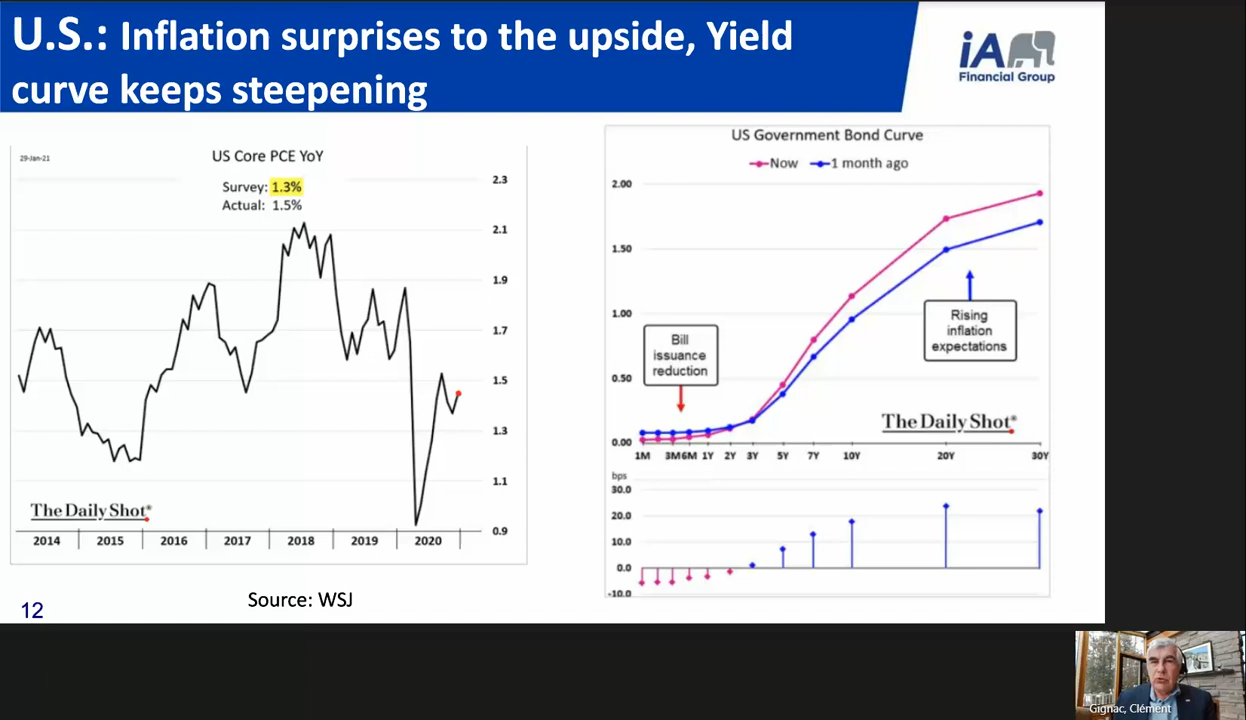 U.S.: Inflation surprises to the upside, Yield
curve keeps steepening
iA
Financial Group
29-Jan-21
US Core PCE YoY
Survey: 1.3%
Actual: 1.5%
2.3
2.1
1.9
1.7
1.5
1.3
1.1
0.9
The Daily Shot®
2014 2015 2016 2017 2018 2019 2020
US Government Bond Curve
Now 1 month ago
2.00
1.50
1.00
0.50
0.00
Bill
issuance
reduction
Rising
inflation
expectations
The Daily Shot®
1M 3M 6M 1Y 2Y 3Y 5Y 7Y 10Y 20Y 30Y
bps
30.0
20.0
10.0
0.0
-10.0
12
Source: WSJ
Gignac, Clément